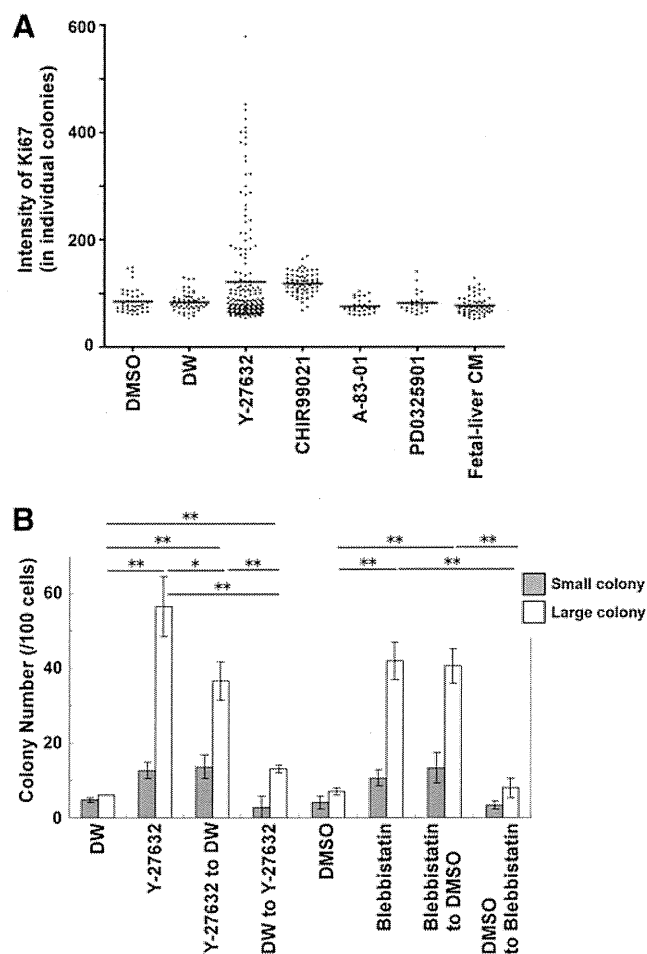 A
Intensity of Ki67
(in individual colonies)
600
400
200
0
DMSO
DW
Y-27632
CHIR99021
A-83-01
PD0325901
Fetal-liver CM
B
Colony Number (/100 cells)
60
40
20
0
**
**
**
*
**
**
**
**
**
**
Small colony
Large colony
DW
Y-27632
Y-27632 to DW
DW to Y-27632
DMSO
Blebbistatin
Blebbistatin
to DMSO
DMSO
to Blebbistatin